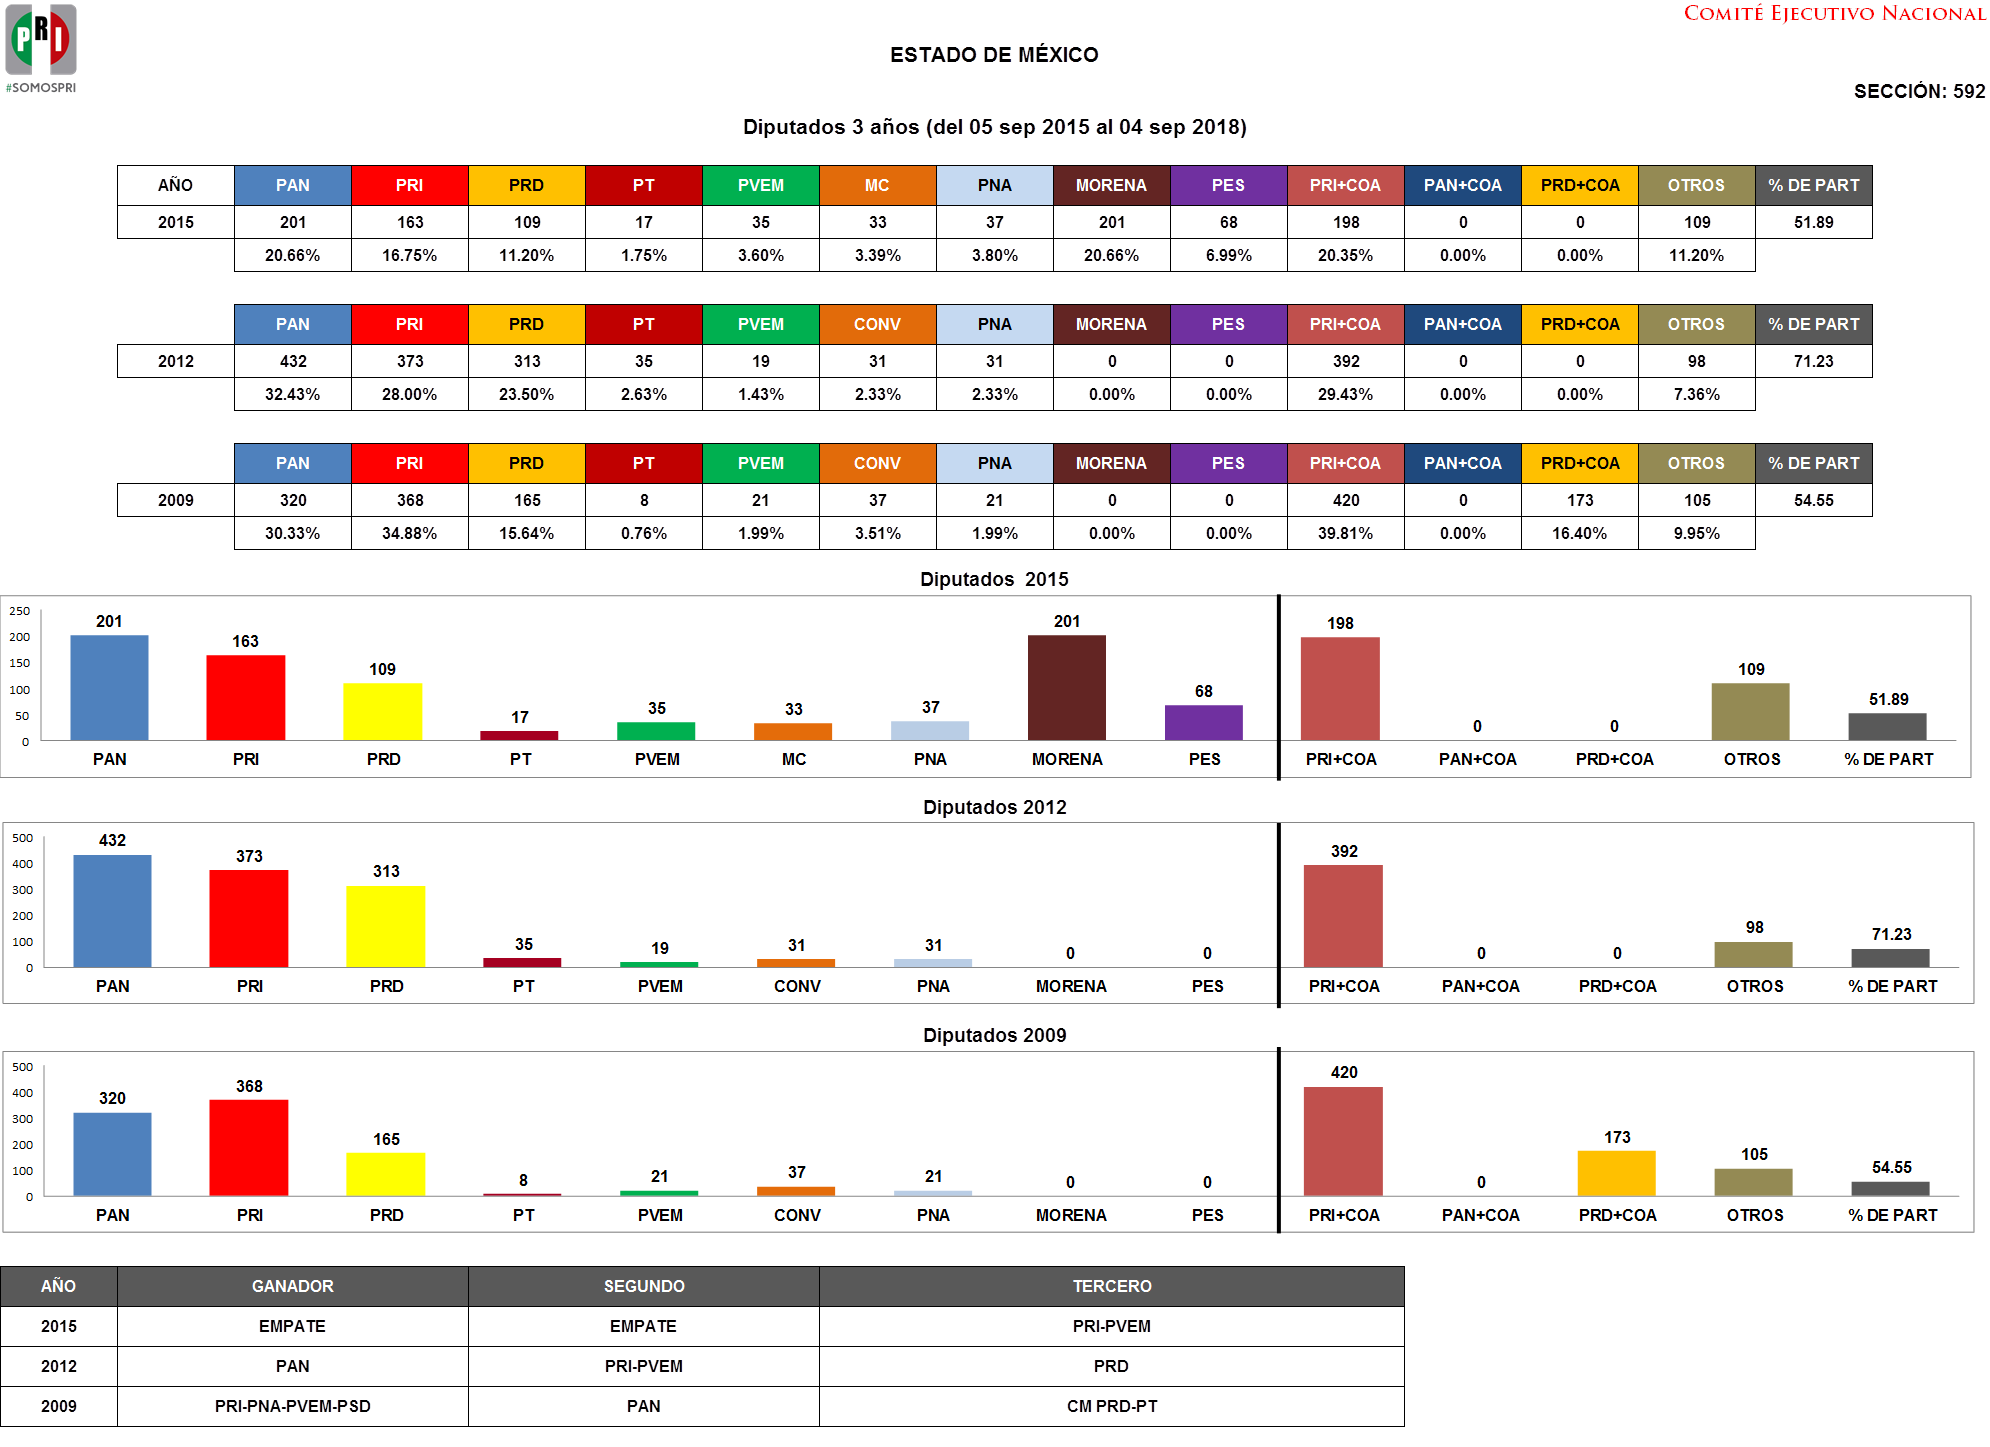 PRI
#SOMOSPRI
COMITÉ EJECUTIVO NACIONAL
ESTADO DE MÉXICO
SECCIÓN: 592
Diputados 3 años (del 05 sep 2015 al 04 sep 2018)
AÑO PAN PRI PRD PT PVEM MC PNA MORENA PES PRI+COA PAN+COA PRD+COA OTROS % DE PART
2015 201 163 109 17 35 33 37 201 68 198 0 0 109 51.89
20.66% 16.75% 11.20% 1.75% 3.60% 3.39% 3.80% 20.66% 6.99% 20.35% 0.00% 0.00% 11.20%
PAN PRI PRD PT PVEM CONV PNA MORENA PES PRI+COA PAN+COA PRD+COA OTROS % DE PART
2012 432 373 313 35 19 31 31 0 0 392 0 0 98 71.23
32.43% 28.00% 23.50% 2.63% 1.43% 2.33% 2.33% 0.00% 0.00% 29.43% 0.00% 0.00% 7.36%
PAN PRI PRD PT PVEM CONV PNA MORENA PES PRI+COA PAN+COA PRD+COA OTROS % DE PART
2009 320 368 165 8 21 37 21 0 0 420 0 173 105 54.55
30.33% 34.88% 15.64% 0.76% 1.99% 3.51% 1.99% 0.00% 0.00% 39.81% 0.00% 16.40% 9.95%
Diputados 2015
250
200
150
100
50
0
201 163 109 17 35 33 37 201 68 198 0 0 109 51.89
PAN PRI PRD PT PVEM MC PNA MORENA PES PRI+COA PAN+COA PRD+COA OTROS % DE PART
Diputados 2012
500
400
300
200
100
0
432 373 313 35 19 31 31 0 0 392 0 0 98 71.23
PAN PRI PRD PT PVEM CONV PNA MORENA PES PRI+COA PAN+COA PRD+COA OTROS % DE PART
Diputados 2009
500
400
300
200
100
0
320 368 165 8 21 37 21 0 0 420 0 173 105 54.55
PAN PRI PRD PT PVEM CONV PNA MORENA PES PRI+COA PAN+COA PRD+COA OTROS % DE PART
AÑO GANADOR SEGUNDO TERCERO
2015 EMPATE EMPATE PRI-PVEM
2012 PAN PRI-PVEM PRD
2009 PRI-PNA-PVEM-PSD PAN CM PRD-PT